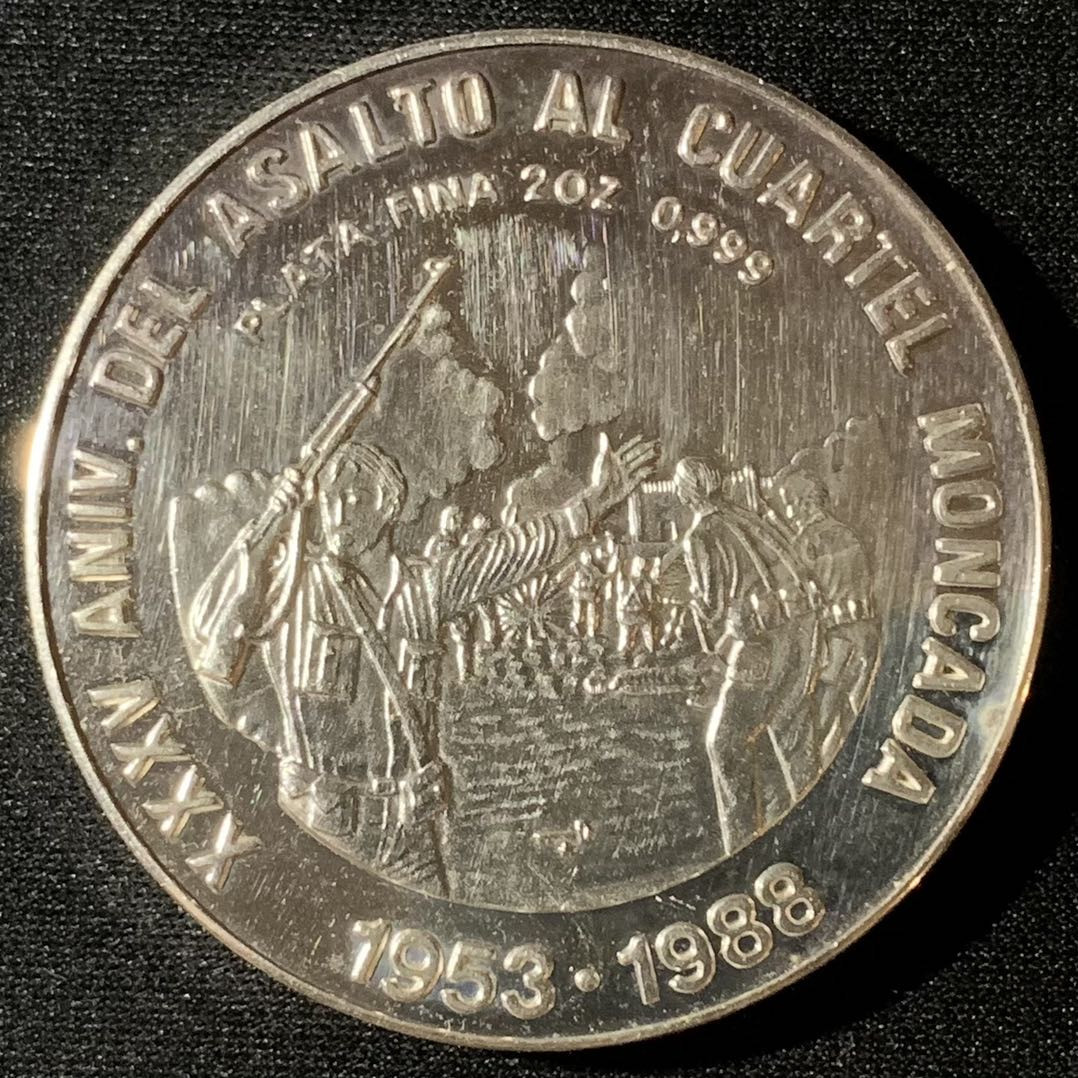 XXXV ANIV. DEL ASALTO AL CUARTEL MONCADA
PLATA FINA 2OZ 0,999
1953 · 1988